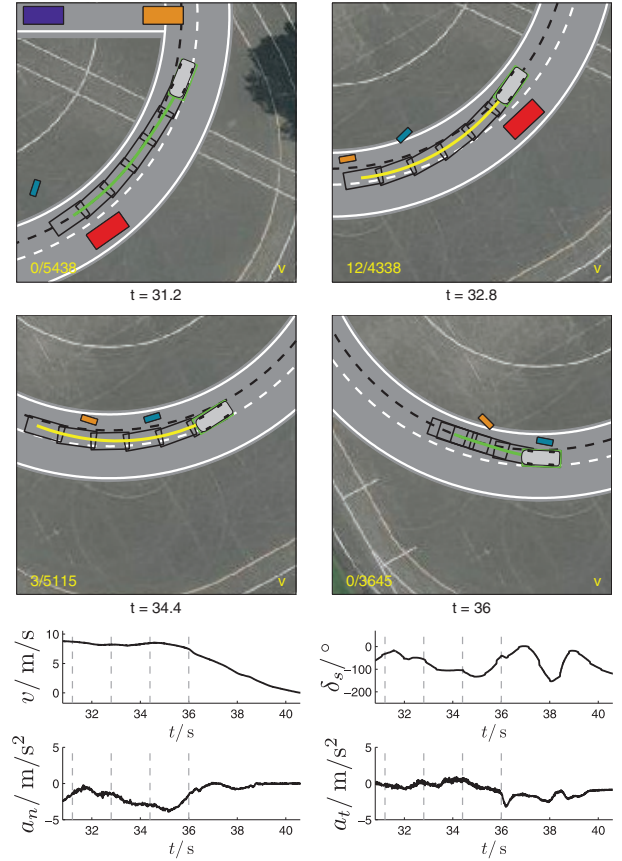 0/5438 v
t = 31.2
12/4338 v
t = 32.8
3/5115 v
t = 34.4
0/3645 v
t = 36
v/ m/s
10
5
0
32 34 36 38 40
t/ s
δs/ °
0
−100
−200
32 34 36 38 40
t/ s
an/ m/s²
5
0
−5
32 34 36 38 40
t/ s
at/ m/s²
5
0
−5
32 34 36 38 40
t/ s